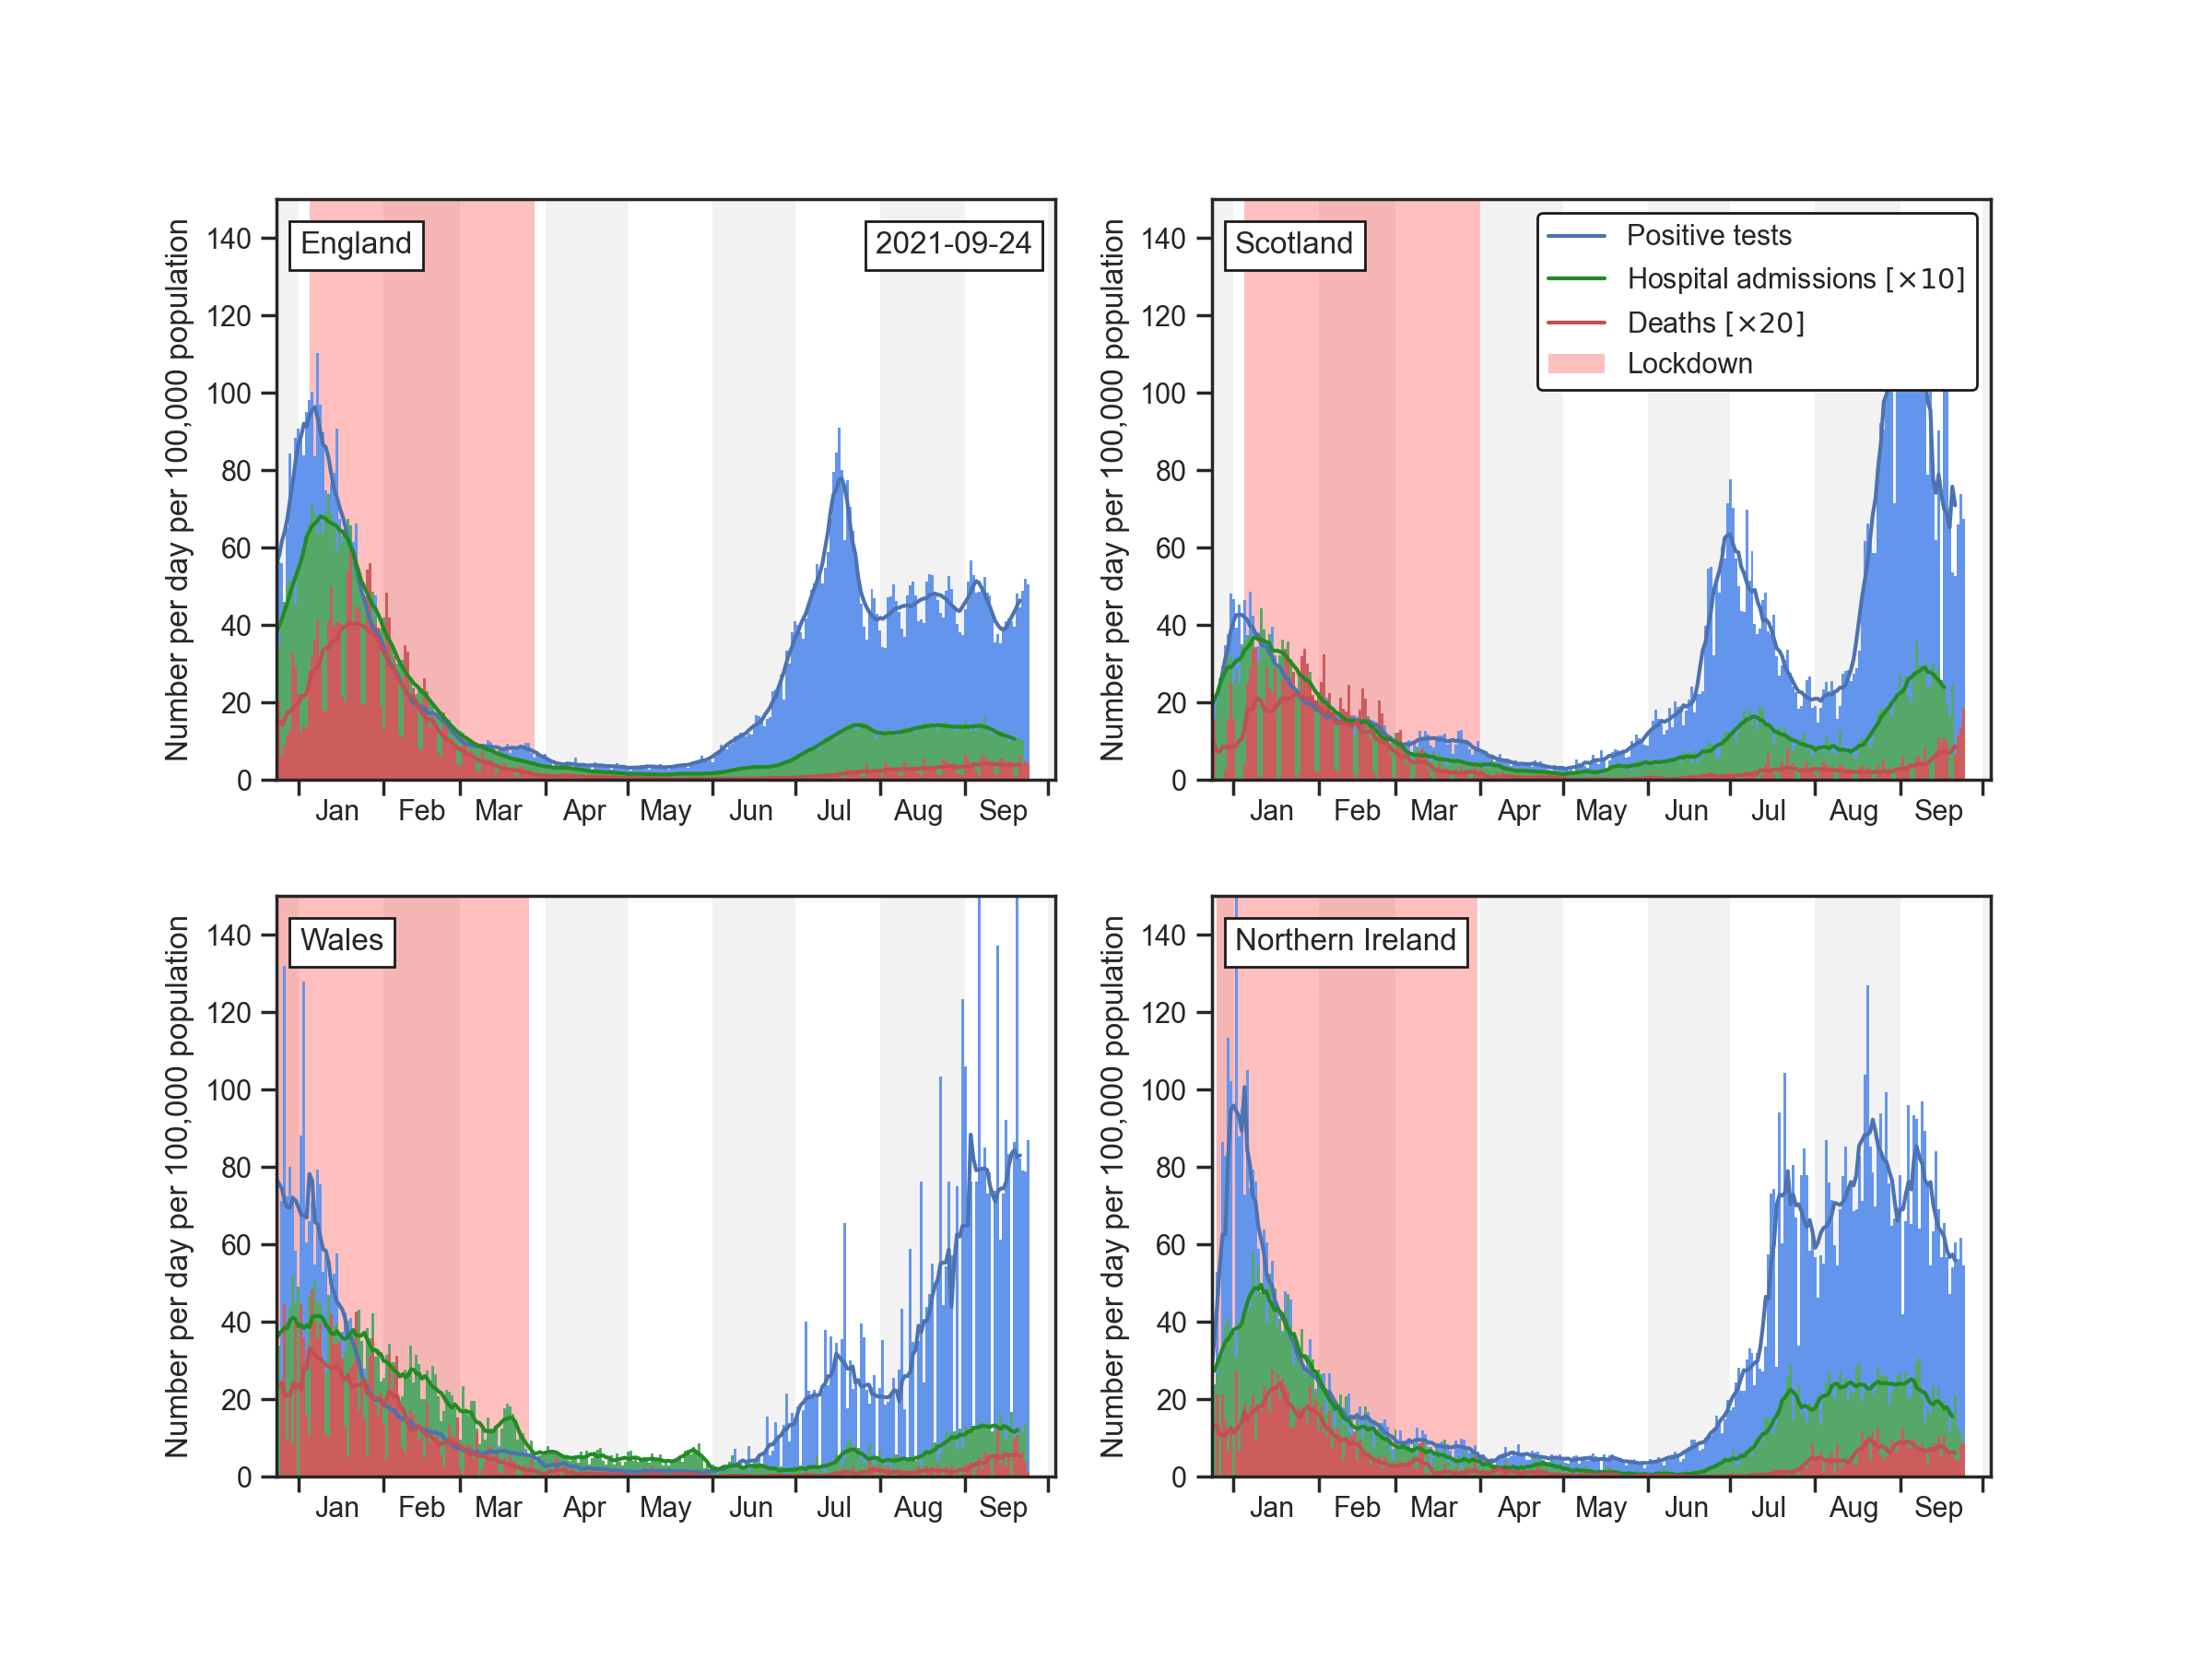 England
2021-09-24
Number per day per 100,000 population
140
120
100
80
60
40
20
0
Jan Feb Mar Apr May Jun Jul Aug Sep
Scotland
Positive tests
Hospital admissions [×10]
Deaths [×20]
Lockdown
Number per day per 100,000 population
140
120
100
80
60
40
20
0
Jan Feb Mar Apr May Jun Jul Aug Sep
Wales
Number per day per 100,000 population
140
120
100
80
60
40
20
0
Jan Feb Mar Apr May Jun Jul Aug Sep
Northern Ireland
Number per day per 100,000 population
140
120
100
80
60
40
20
0
Jan Feb Mar Apr May Jun Jul Aug Sep